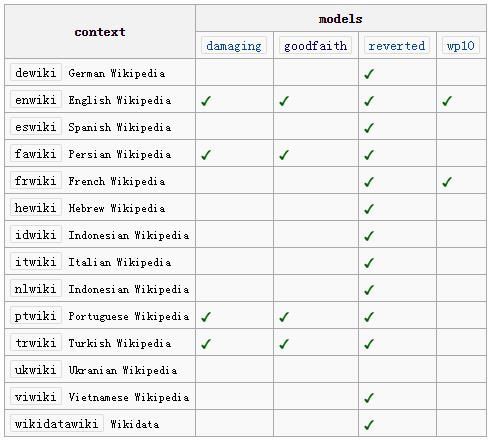 context models
damaging goodfaith reverted wp10
dewiki German Wikipedia ✓
enwiki English Wikipedia ✓ ✓ ✓ ✓
eswiki Spanish Wikipedia ✓
fawiki Persian Wikipedia ✓ ✓ ✓
frwiki French Wikipedia ✓ ✓
hewiki Hebrew Wikipedia ✓
idwiki Indonesian Wikipedia ✓
itwiki Italian Wikipedia ✓
nlwiki Indonesian Wikipedia ✓
ptwiki Portuguese Wikipedia ✓ ✓ ✓
trwiki Turkish Wikipedia ✓ ✓ ✓
ukwiki Ukranian Wikipedia
viwiki Vietnamese Wikipedia ✓
wikidatawiki Wikidata ✓